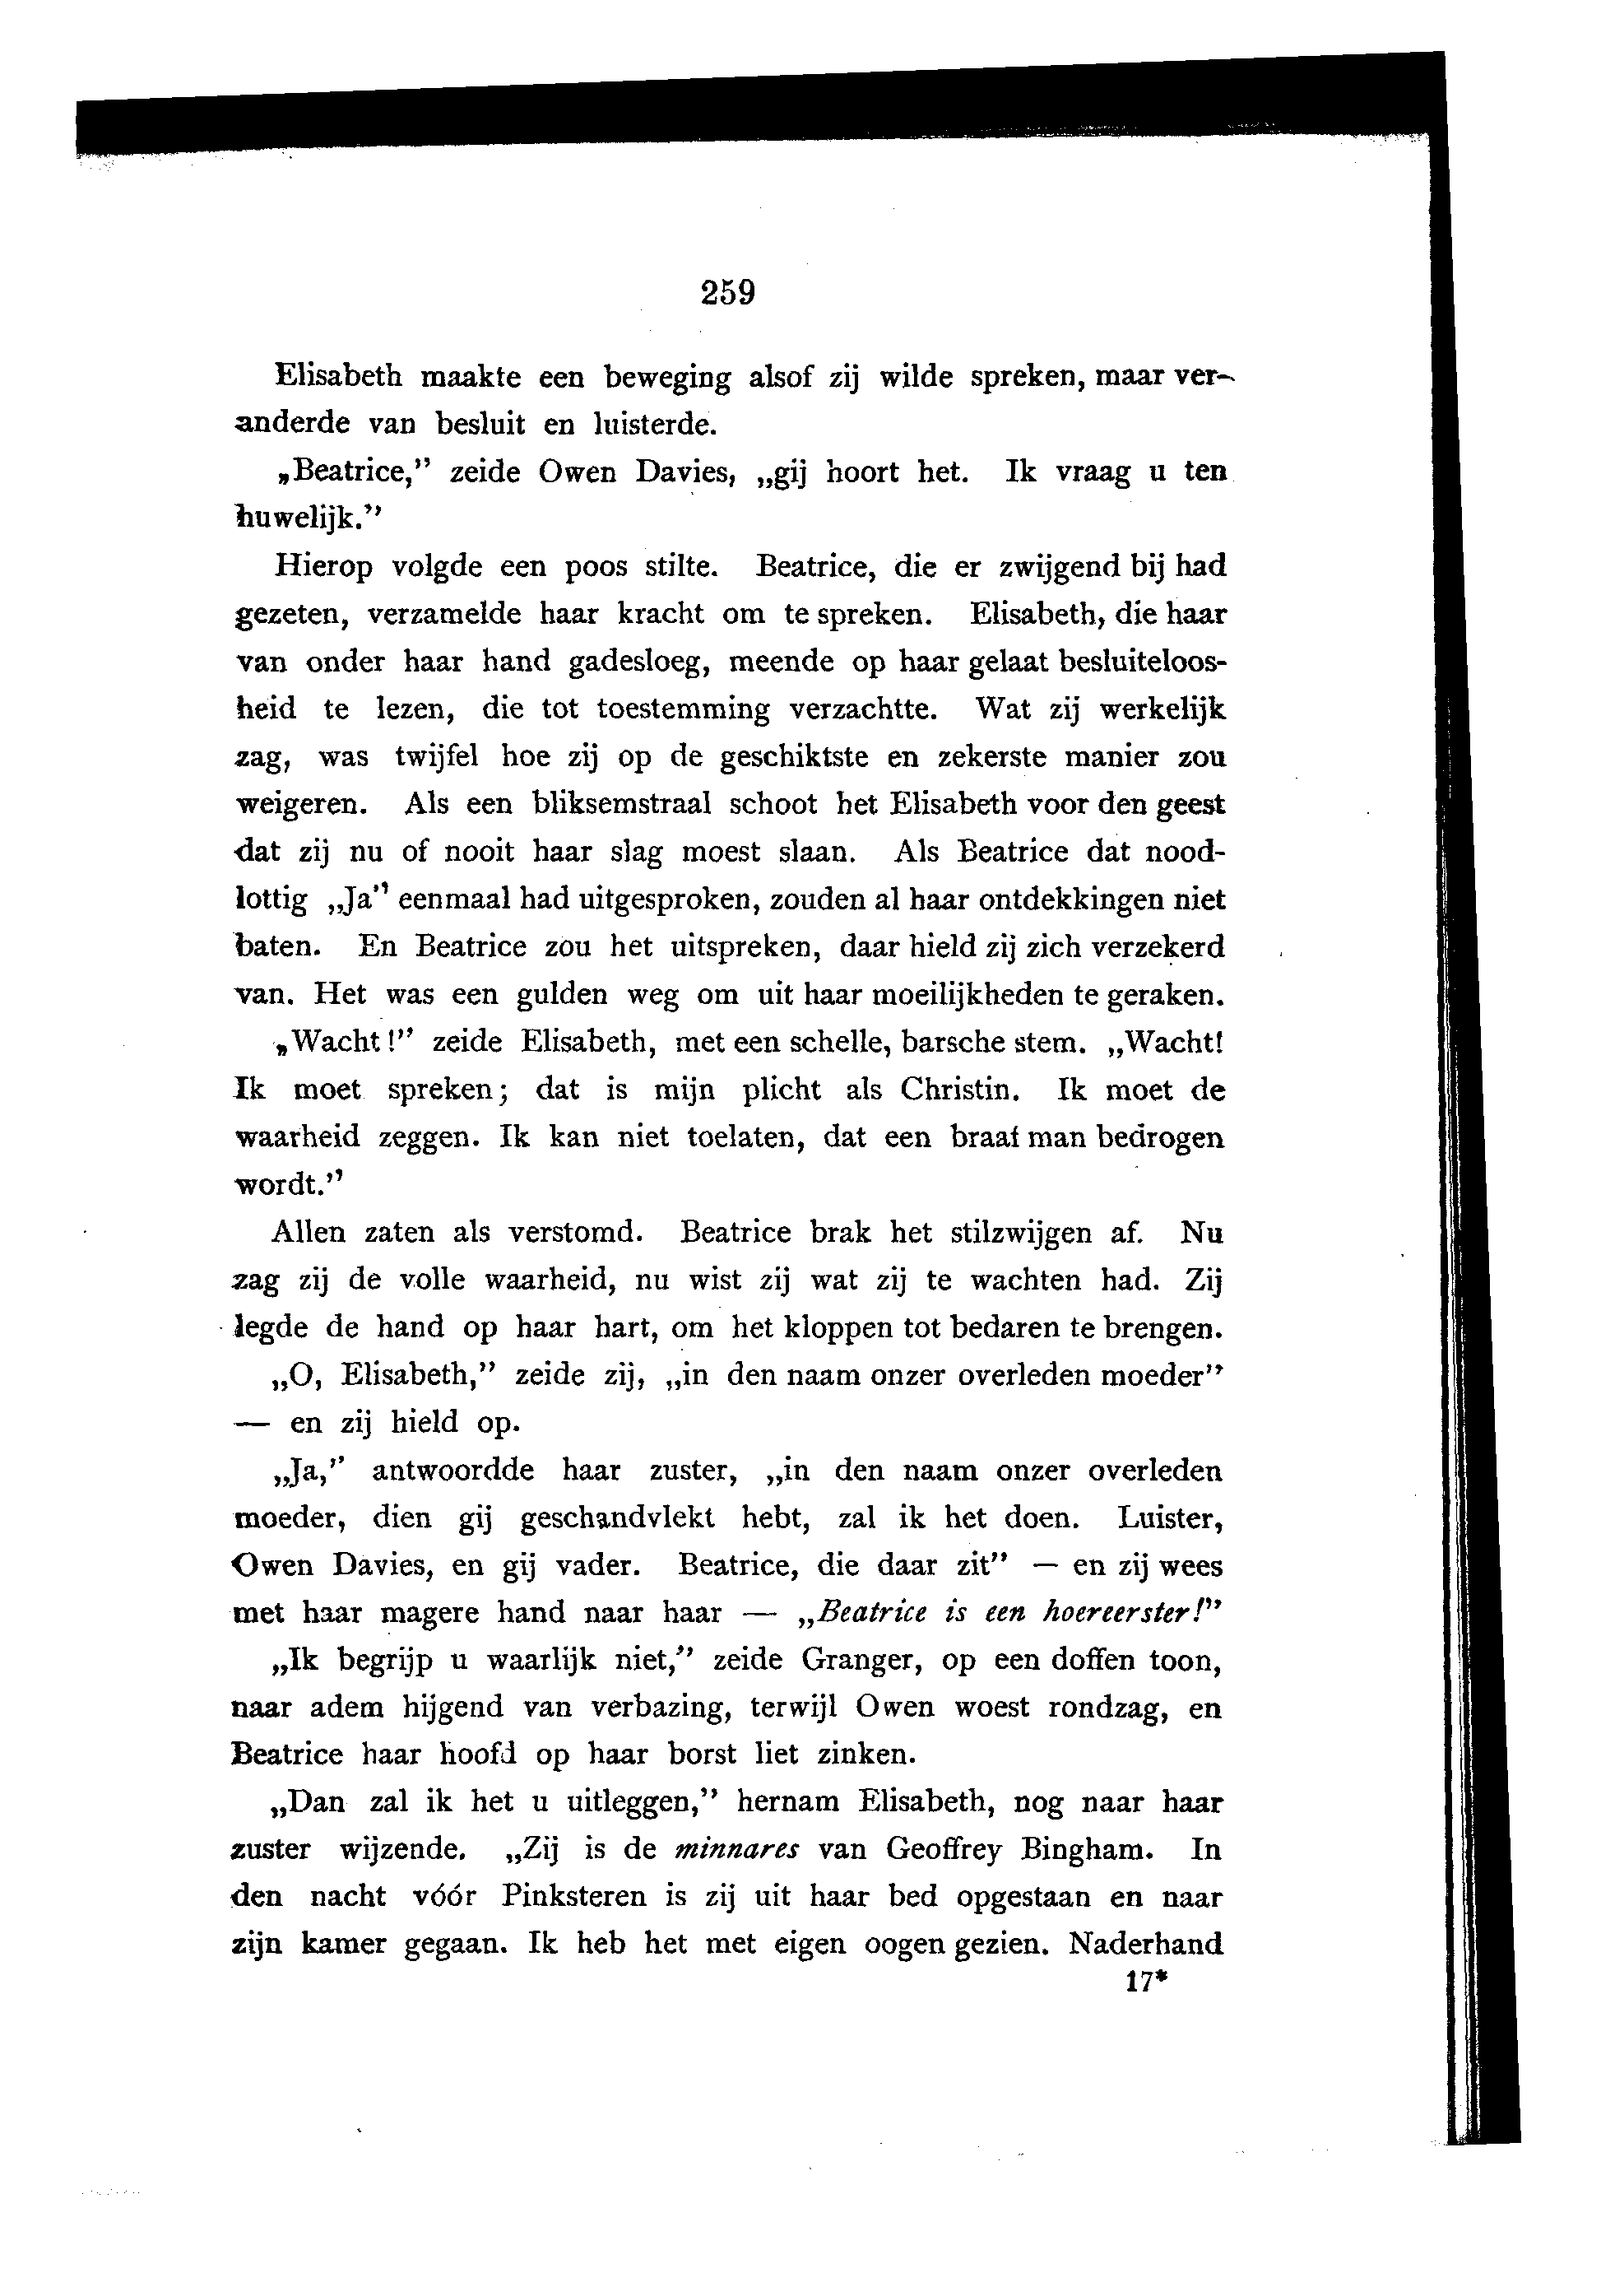 259
Elisabeth maakte een beweging alsof zij wilde spreken, maar ver-
anderde van besluit en luisterde.
„Beatrice,” zeide Owen Davies, „gij hoort het. Ik vraag u ten
huwelijk.”
Hierop volgde een poos stilte. Beatrice, die er zwijgend bij had
gezeten, verzamelde haar kracht om te spreken. Elisabeth, die haar
van onder haar hand gadesloeg, meende op haar gelaat besluiteloos-
heid te lezen, die tot toestemming verzachtte. Wat zij werkelijk
zag, was twijfel hoe zij op de geschiktste en zekerste manier zou
weigeren. Als een bliksemstraal schoot het Elisabeth voor den geest
dat zij nu of nooit haar slag moest slaan. Als Beatrice dat nood-
lottig „Ja” eenmaal had uitgesproken, zouden al haar ontdekkingen niet
baten. En Beatrice zou het uitspreken, daar hield zij zich verzekerd
van. Het was een gulden weg om uit haar moeilijkheden te geraken.
„Wacht!” zeide Elisabeth, met een schelle, barsche stem. „Wacht!
Ik moet spreken; dat is mijn plicht als Christin. Ik moet de
waarheid zeggen. Ik kan niet toelaten, dat een braaf man bedrogen
wordt.”
Allen zaten als verstomd. Beatrice brak het stilzwijgen af. Nu
zag zij de volle waarheid, nu wist zij wat zij te wachten had. Zij
legde de hand op haar hart, om het kloppen tot bedaren te brengen.
„O, Elisabeth,” zeide zij, „in den naam onzer overleden moeder”
— en zij hield op.
„Ja,” antwoordde haar zuster, „in den naam onzer overleden
moeder, dien gij geschandvlekt hebt, zal ik het doen. Luister,
Owen Davies, en gij vader. Beatrice, die daar zit” — en zij wees
met haar magere hand naar haar — „Beatrice is een hoereerster!”
„Ik begrijp u waarlijk niet,” zeide Granger, op een doffen toon,
naar adem hijgend van verbazing, terwijl Owen woest rondzag, en
Beatrice haar hoofd op haar borst liet zinken.
„Dan zal ik het u uitleggen,” hernam Elisabeth, nog naar haar
zuster wijzende. „Zij is de minnares van Geoffrey Bingham. In
den nacht vóór Pinksteren is zij uit haar bed opgestaan en naar
zijn kamer gegaan. Ik heb het met eigen oogen gezien. Naderhand
17*